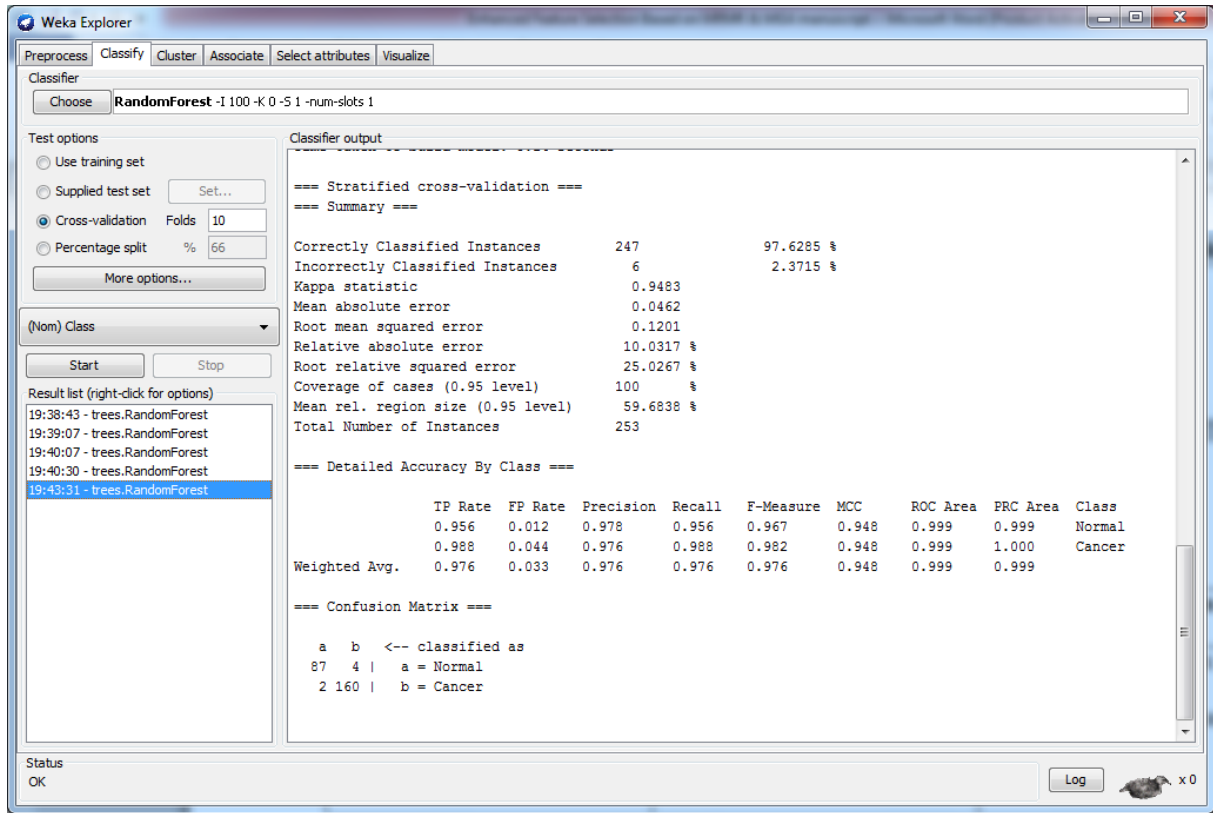 Weka Explorer
Preprocess Classify Cluster Associate Select attributes Visualize
Classifier
Choose RandomForest -I 100 -K 0 -S 1 -num-slots 1
Test options
Use training set
Supplied test set Set...
Cross-validation Folds 10
Percentage split % 66
More options...
(Nom) Class
Start Stop
Result list (right-click for options)
19:38:43 - trees.RandomForest
19:39:07 - trees.RandomForest
19:40:07 - trees.RandomForest
19:40:30 - trees.RandomForest
19:43:31 - trees.RandomForest
Classifier output
=== Stratified cross-validation ===
=== Summary ===
Correctly Classified Instances 247 97.6285 %
Incorrectly Classified Instances 6 2.3715 %
Kappa statistic 0.9483
Mean absolute error 0.0462
Root mean squared error 0.1201
Relative absolute error 10.0317 %
Root relative squared error 25.0267 %
Coverage of cases (0.95 level) 100 %
Mean rel. region size (0.95 level) 59.6838 %
Total Number of Instances 253
=== Detailed Accuracy By Class ===
TP Rate FP Rate Precision Recall F-Measure MCC ROC Area PRC Area Class
0.956 0.012 0.978 0.956 0.967 0.948 0.999 0.999 Normal
0.988 0.044 0.976 0.988 0.982 0.948 0.999 1.000 Cancer
Weighted Avg. 0.976 0.033 0.976 0.976 0.976 0.948 0.999 0.999
=== Confusion Matrix ===
a b <-- classified as
87 4 | a = Normal
2 160 | b = Cancer
Status
OK
Log x 0